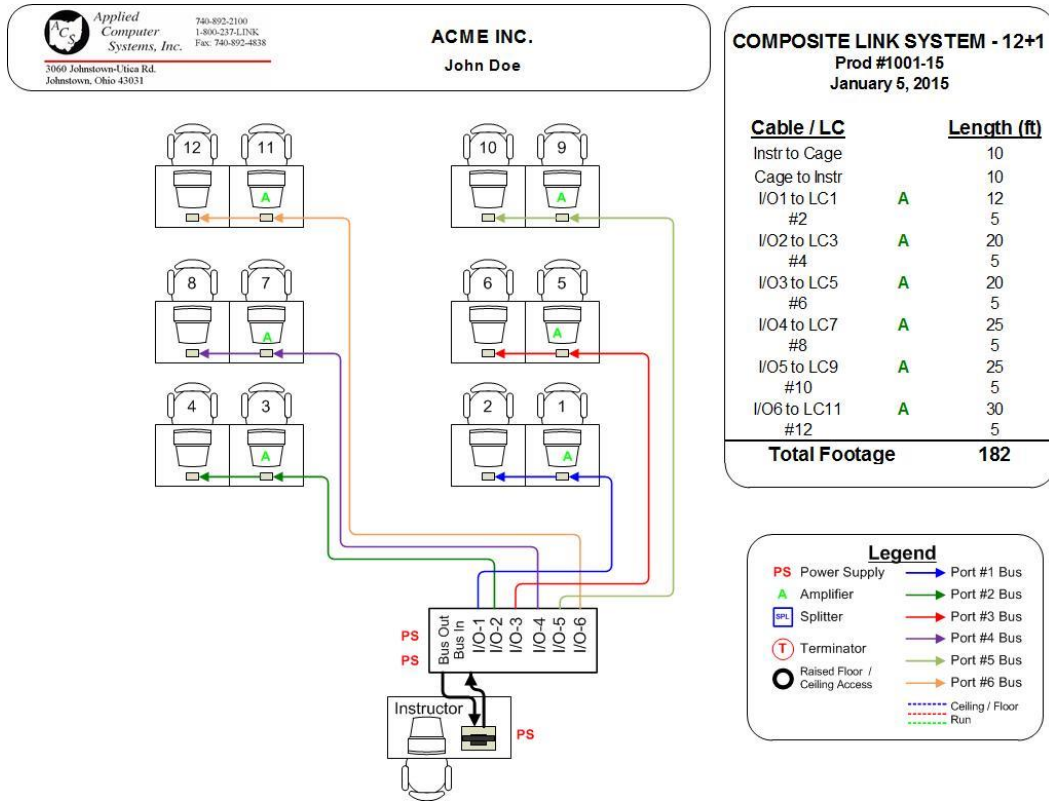 ACS
Applied
Computer
Systems, Inc.
740-892-2100
1-800-237-LINK
Fax: 740-892-4838
3060 Johnstown-Utica Rd.
Johnstown, Ohio 43031
ACME INC.
John Doe
COMPOSITE LINK SYSTEM - 12+1
Prod #1001-15
January 5, 2015
Cable / LC Length (ft)
Instr to Cage 10
Cage to Instr 10
I/O1 to LC1 A 12
#2 5
I/O2 to LC3 A 20
#4 5
I/O3 to LC5 A 20
#6 5
I/O4 to LC7 A 25
#8 5
I/O5 to LC9 A 25
#10 5
I/O6 to LC11 A 30
#12 5
Total Footage 182
12 11 10 9
A A
8 7 6 5
A A
4 3 2 1
A A
PS
PS
Bus Out
Bus In
I/O-1
I/O-2
I/O-3
I/O-4
I/O-5
I/O-6
Instructor
PS
Legend
PS Power Supply
A Amplifier
SPL Splitter
T Terminator
Raised Floor /
Ceiling Access
Port #1 Bus
Port #2 Bus
Port #3 Bus
Port #4 Bus
Port #5 Bus
Port #6 Bus
Ceiling / Floor
Run